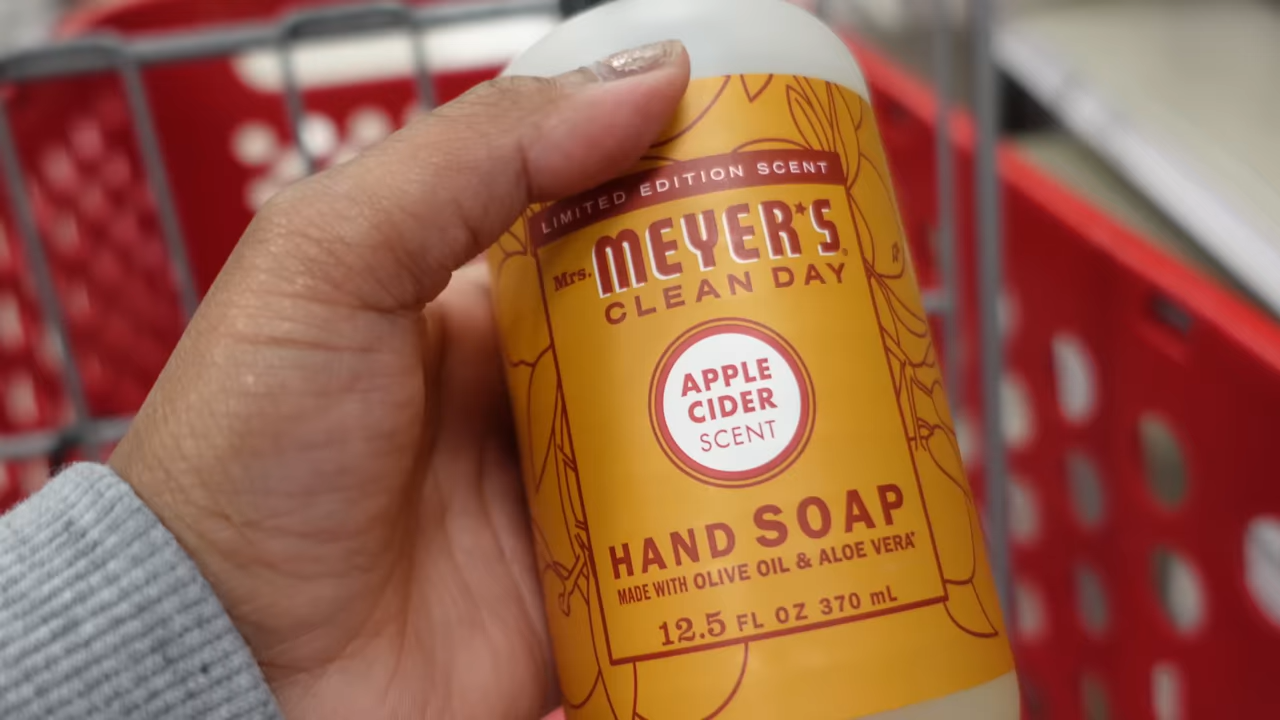 LIMITED EDITION SCENT
Mrs. MEYER'S®
CLEAN DAY
APPLE
CIDER
SCENT
HAND SOAP
MADE WITH OLIVE OIL & ALOE VERA*
12.5 FL OZ 370 mL